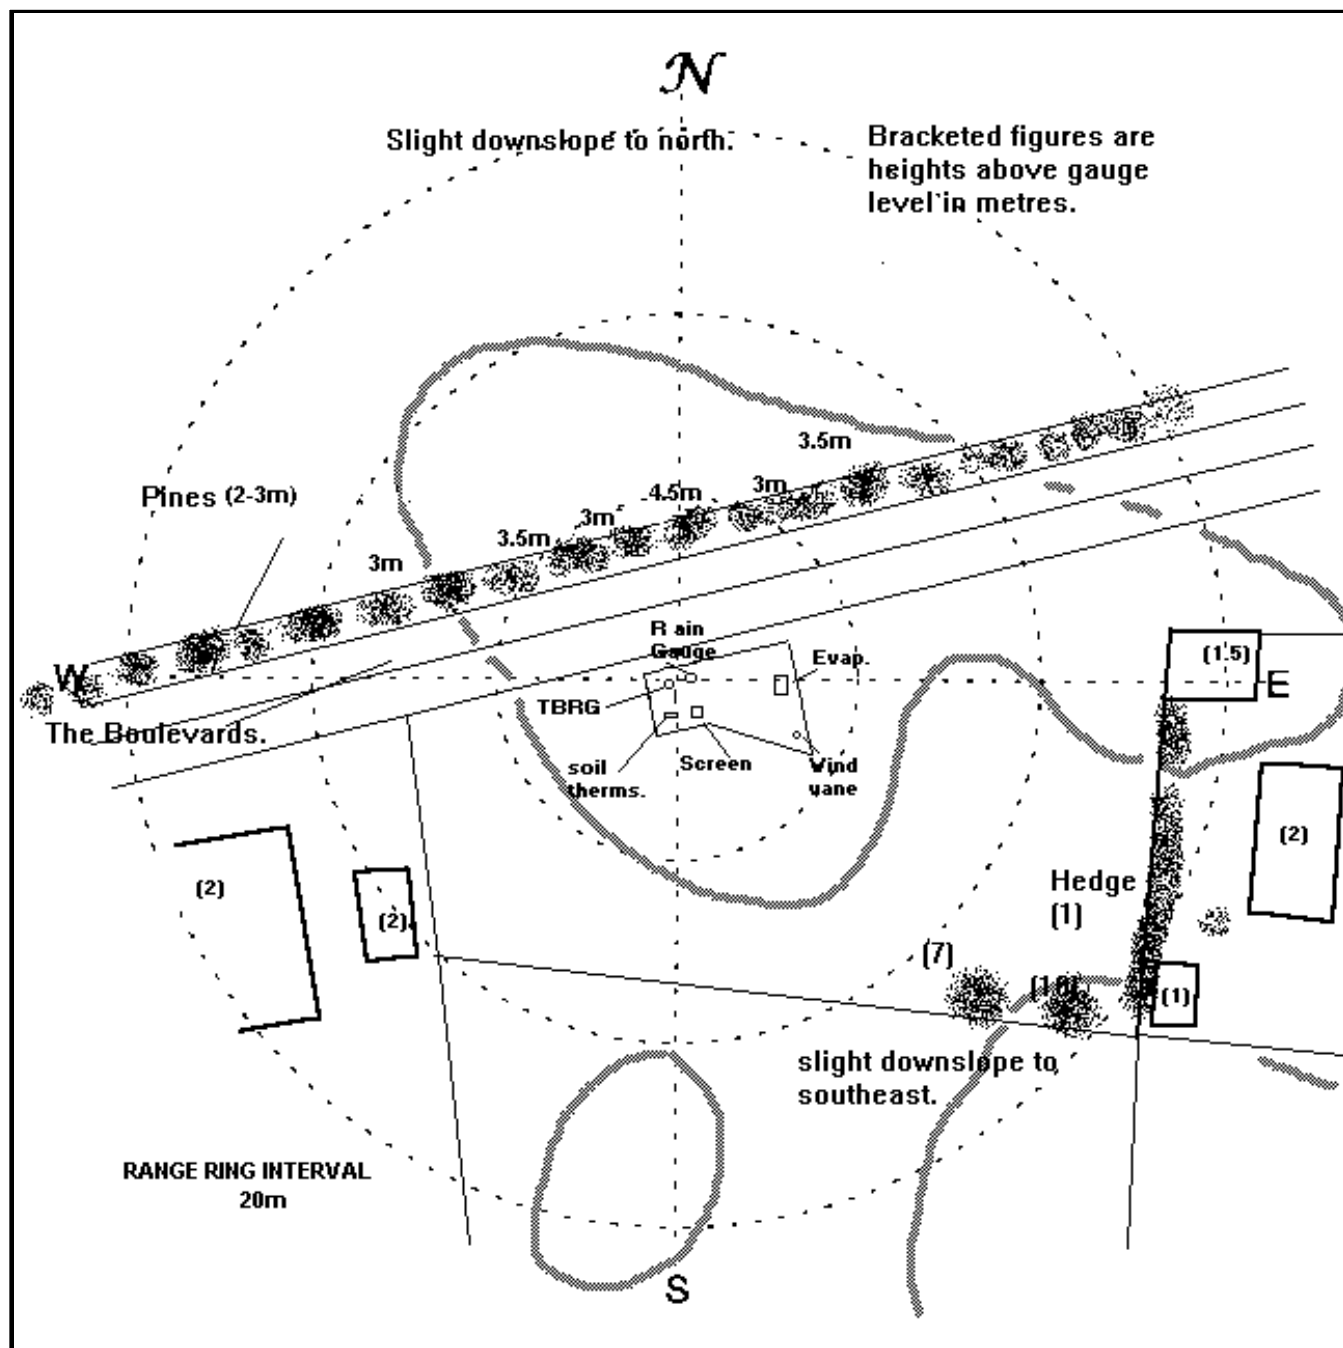 N
Slight downslope to north.
Bracketed figures are
heights above gauge
level in metres.
3.5m
Pines (2-3m)
4.5m
3m
3m
3.5m
3m
R ain
Gauge
Evap.
(1.5)
W
E
TBRG
The Boulevards.
soil
therms.
Screen
Wind
vane
(2)
(2)
(2)
Hedge
(1)
(7)
(1)
slight downslope to
southeast.
RANGE RING INTERVAL
20m
S